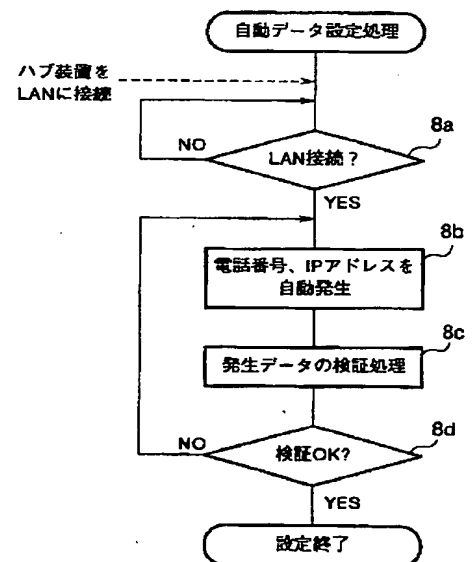 自動データ設定処理
ハブ装置を
LANに接続
8a
NO
LAN接続？
YES
8b
電話番号、IPアドレスを
自動発生
8c
発生データの検証処理
8d
NO
検証OK?
YES
設定終了